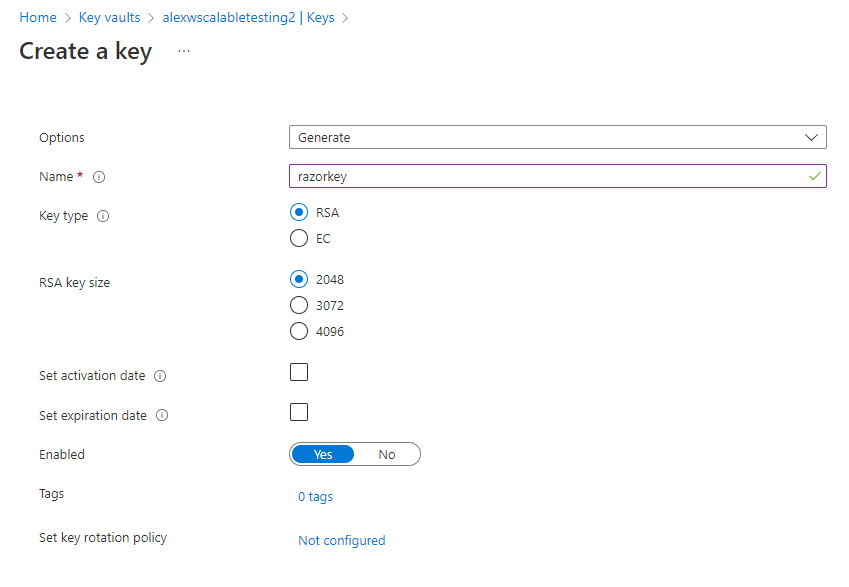 Home > Key vaults > alexwscalabletesting2 | Keys >
Create a key ...
Options Generate
Name * razorkey
Key type RSA
EC
RSA key size 2048
3072
4096
Set activation date
Set expiration date
Enabled Yes No
Tags 0 tags
Set key rotation policy Not configured